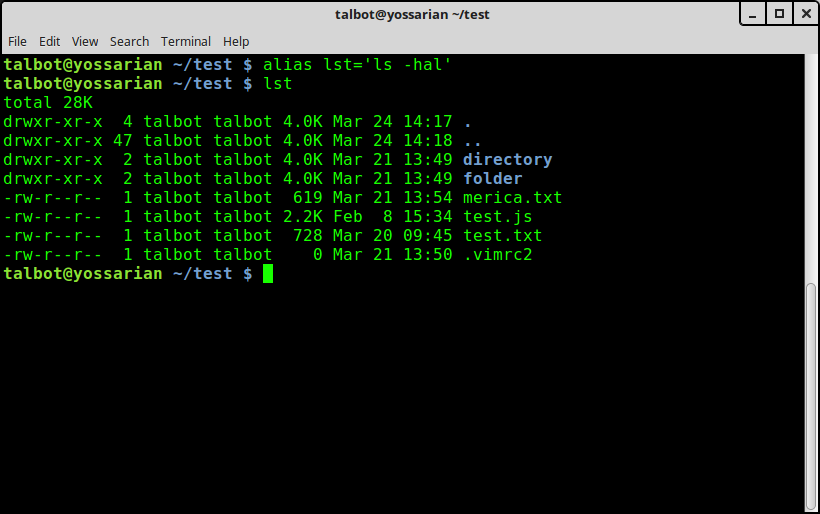 talbot@yossarian ~/test
File Edit View Search Terminal Help
talbot@yossarian ~/test $ alias lst='ls -hal'
talbot@yossarian ~/test $ lst
total 28K
drwxr-xr-x  4 talbot talbot 4.0K Mar 24 14:17 .
drwxr-xr-x 47 talbot talbot 4.0K Mar 24 14:18 ..
drwxr-xr-x  2 talbot talbot 4.0K Mar 21 13:49 directory
drwxr-xr-x  2 talbot talbot 4.0K Mar 21 13:49 folder
-rw-r--r--  1 talbot talbot  619 Mar 21 13:54 merica.txt
-rw-r--r--  1 talbot talbot 2.2K Feb  8 15:34 test.js
-rw-r--r--  1 talbot talbot  728 Mar 20 09:45 test.txt
-rw-r--r--  1 talbot talbot    0 Mar 21 13:50 .vimrc2
talbot@yossarian ~/test $